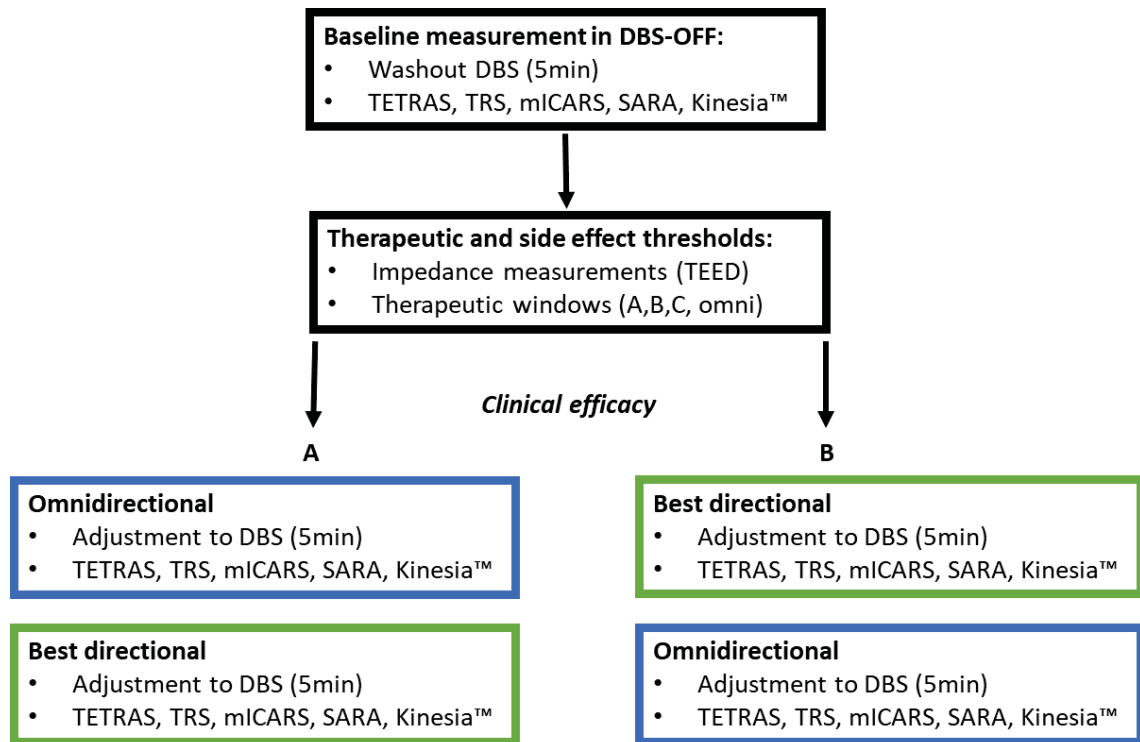 Baseline measurement in DBS-OFF:
• Washout DBS (5min)
• TETRAS, TRS, mICARS, SARA, Kinesia™
Therapeutic and side effect thresholds:
• Impedance measurements (TEED)
• Therapeutic windows (A,B,C, omni)
Clinical efficacy
A
Omnidirectional
• Adjustment to DBS (5min)
• TETRAS, TRS, mICARS, SARA, Kinesia™
Best directional
• Adjustment to DBS (5min)
• TETRAS, TRS, mICARS, SARA, Kinesia™
B
Best directional
• Adjustment to DBS (5min)
• TETRAS, TRS, mICARS, SARA, Kinesia™
Omnidirectional
• Adjustment to DBS (5min)
• TETRAS, TRS, mICARS, SARA, Kinesia™